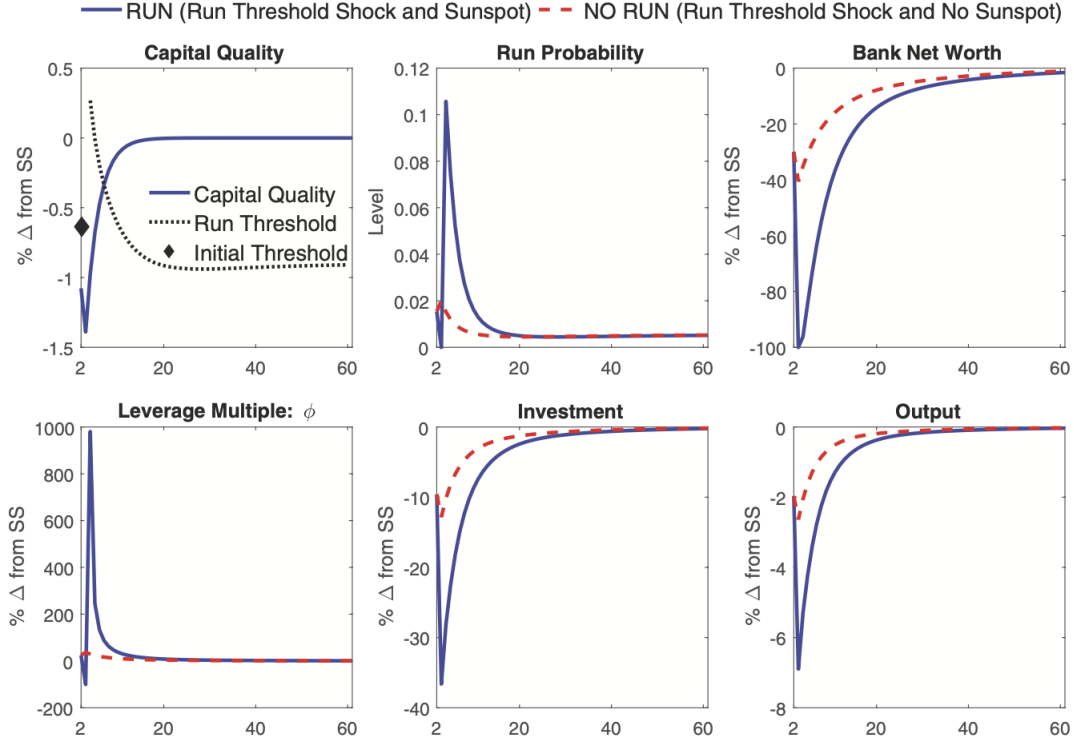 RUN (Run Threshold Shock and Sunspot) NO RUN (Run Threshold Shock and No Sunspot)
Capital Quality
% Δ from SS
0.5
0
-0.5
-1
-1.5
2 20 40 60
Capital Quality
Run Threshold
Initial Threshold
Run Probability
Level
0.12
0.1
0.08
0.06
0.04
0.02
0
2 20 40 60
Bank Net Worth
% Δ from SS
0
-20
-40
-60
-80
-100
2 20 40 60
Leverage Multiple: ϕ
% Δ from SS
1000
800
600
400
200
0
-200
2 20 40 60
Investment
% Δ from SS
0
-10
-20
-30
-40
2 20 40 60
Output
% Δ from SS
0
-2
-4
-6
-8
2 20 40 60